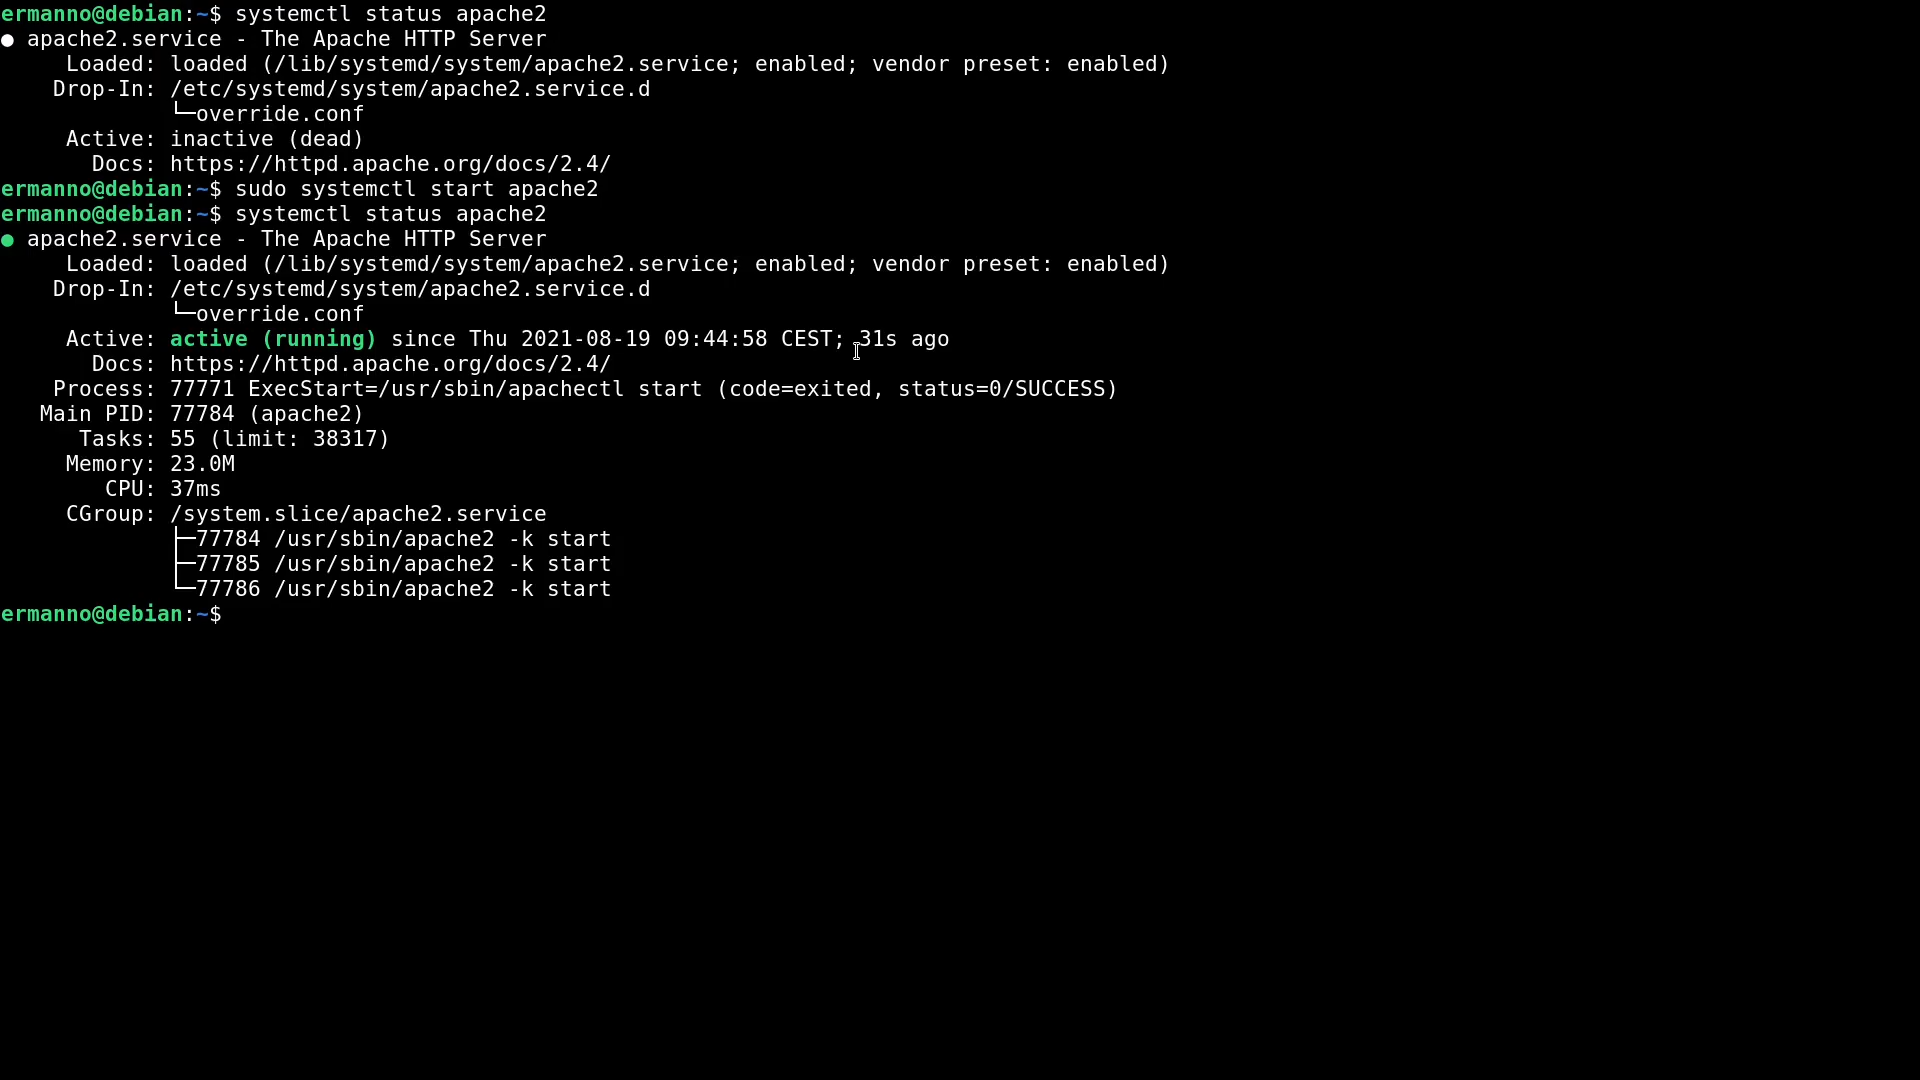 ermanno@debian:~$ systemctl status apache2
● apache2.service - The Apache HTTP Server
     Loaded: loaded (/lib/systemd/system/apache2.service; enabled; vendor preset: enabled)
    Drop-In: /etc/systemd/system/apache2.service.d
             └─override.conf
     Active: inactive (dead)
       Docs: https://httpd.apache.org/docs/2.4/
ermanno@debian:~$ sudo systemctl start apache2
ermanno@debian:~$ systemctl status apache2
● apache2.service - The Apache HTTP Server
     Loaded: loaded (/lib/systemd/system/apache2.service; enabled; vendor preset: enabled)
    Drop-In: /etc/systemd/system/apache2.service.d
             └─override.conf
     Active: active (running) since Thu 2021-08-19 09:44:58 CEST; 31s ago
       Docs: https://httpd.apache.org/docs/2.4/
    Process: 77771 ExecStart=/usr/sbin/apachectl start (code=exited, status=0/SUCCESS)
   Main PID: 77784 (apache2)
      Tasks: 55 (limit: 38317)
     Memory: 23.0M
        CPU: 37ms
     CGroup: /system.slice/apache2.service
             ├─77784 /usr/sbin/apache2 -k start
             ├─77785 /usr/sbin/apache2 -k start
             └─77786 /usr/sbin/apache2 -k start
ermanno@debian:~$